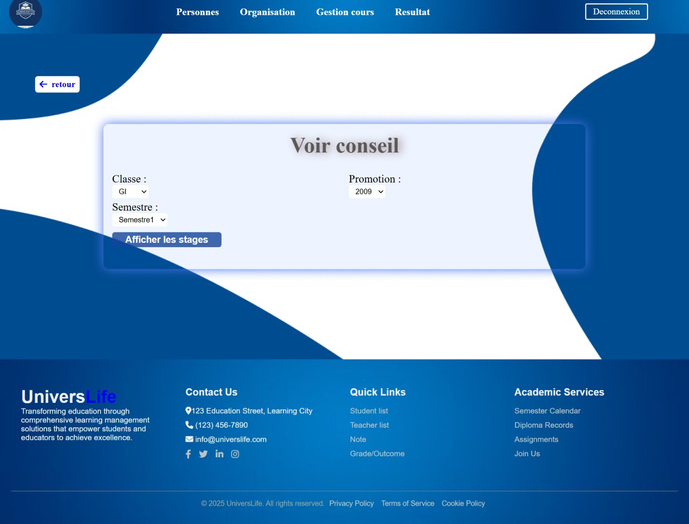 Personnes Organisation Gestion cours Resultat Deconnexion
retour
Voir conseil
Classe : Promotion :
GI 2009
Semestre :
Semestre1
Afficher les stages
UniversLife
Transforming education through
comprehensive learning management
solutions that empower students and
educators to achieve excellence.
Contact Us
123 Education Street, Learning City
(123) 456-7890
info@universlife.com
Quick Links
Student list
Teacher list
Note
Grade/Outcome
Academic Services
Semester Calendar
Diploma Records
Assignments
Join Us
© 2025 UniversLife. All rights reserved. Privacy Policy Terms of Service Cookie Policy